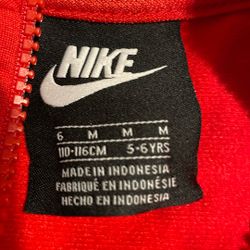 NIKE
6 M M M
110-116CM 5-6YRS
MADE IN INDONESIA
FABRIQUÉ EN INDONÉSIE
HECHO EN INDONESIA